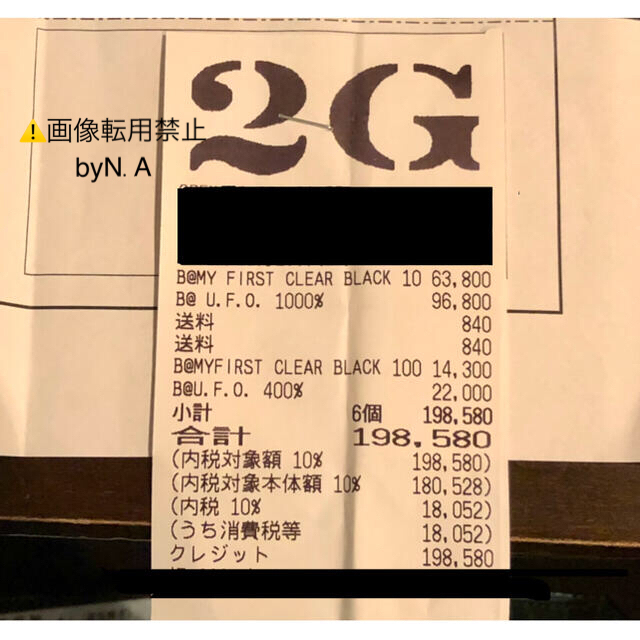 2G
⚠️画像転用禁止
byN. A
B@MY FIRST CLEAR BLACK 10 63,800
B@ U.F.O. 1000% 96,800
送料 840
送料 840
B@MYFIRST CLEAR BLACK 100 14,300
B@U.F.O. 400% 22,000
小計 6個 198,580
合計 198,580
(内税対象額 10% 198,580)
(内税対象本体額 10% 180,528)
(内税 10% 18,052)
(うち消費税等 18,052)
クレジット 198,580